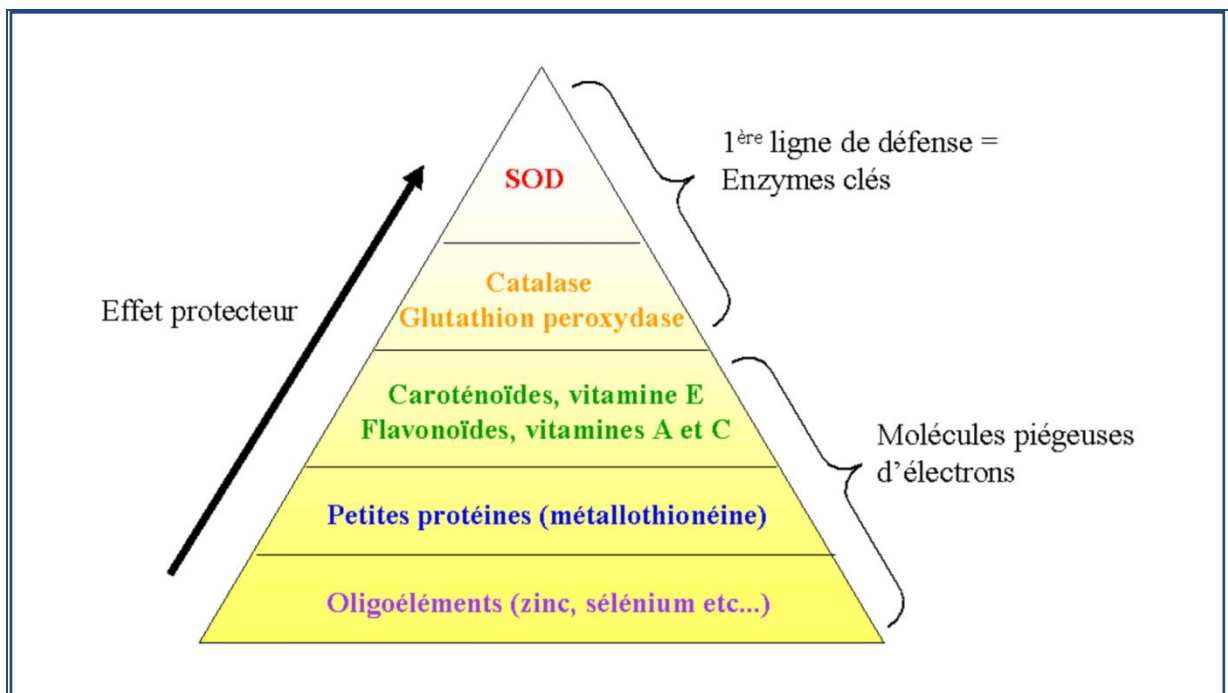 1ère ligne de défense =
Enzymes clés
SOD
Catalase
Glutathion peroxydase
Effet protecteur
Caroténoïdes, vitamine E
Flavonoïdes, vitamines A et C
Molécules piégeuses
d'électrons
Petites protéines (métallothionéine)
Oligoéléments (zinc, sélénium etc...)